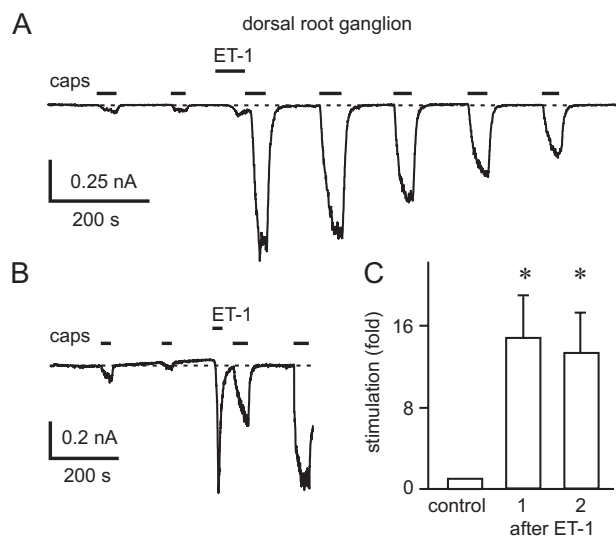 A
dorsal root ganglion
ET-1
caps
0.25 nA
200 s
B
ET-1
caps
0.2 nA
200 s
C
stimulation (fold)
16
8
0
* *
control 1 2
after ET-1